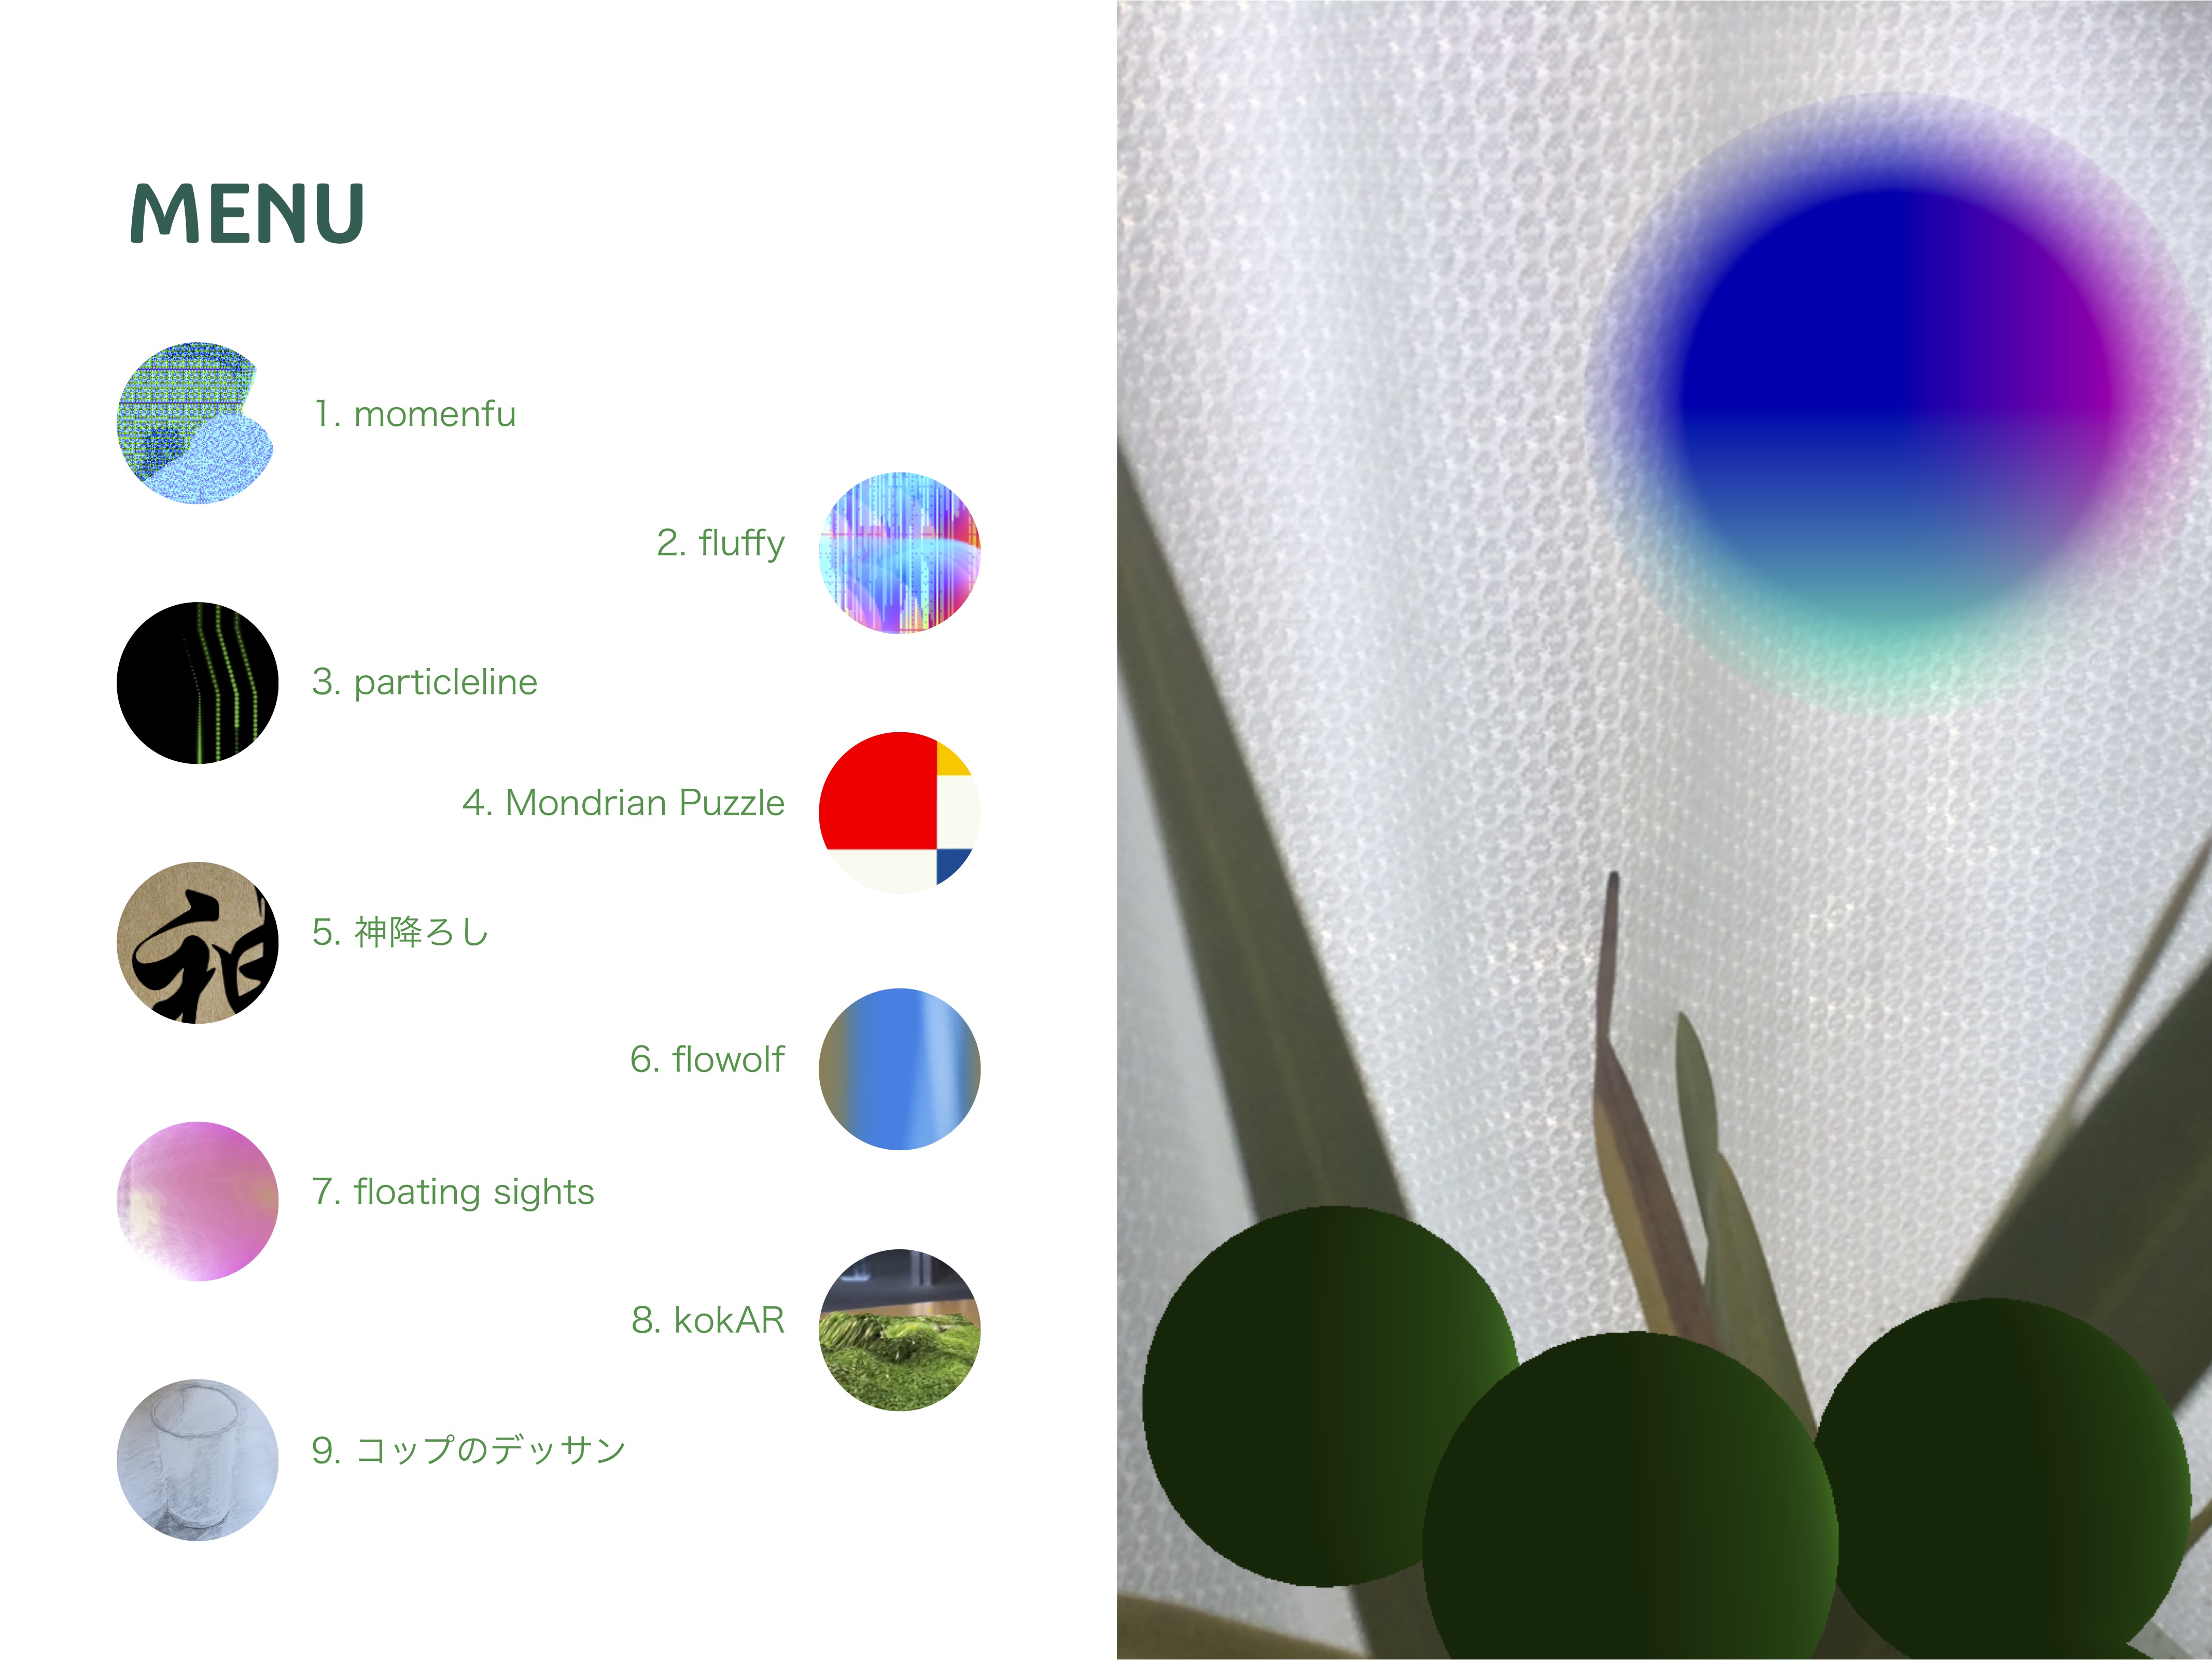 MENU
1. momenfu
2. fluffy
3. particleline
4. Mondrian Puzzle
5. 神降ろし
6. flowolf
7. floating sights
8. kokAR
9. コップのデッサン